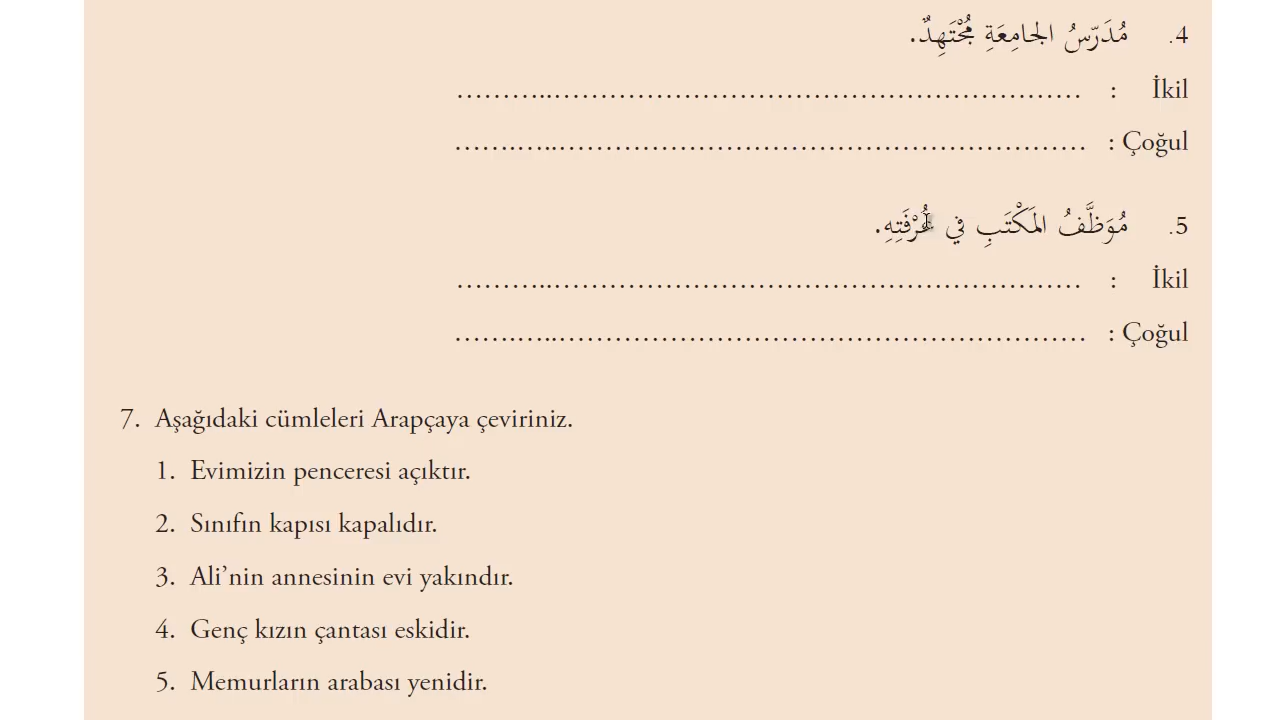 4. مُدَرّسُ الجامِعَةِ مُجْتَهِدٌ.
İkil : ............................................................
Çoğul : ............................................................
5. مُوَظَّفُ المَكْتَبِ في غُرْفَتِهِ.
İkil : ............................................................
Çoğul : ............................................................
7. Aşağıdaki cümleleri Arapçaya çeviriniz.
1. Evimizin penceresi açıktır.
2. Sınıfın kapısı kapalıdır.
3. Ali’nin annesinin evi yakındır.
4. Genç kızın çantası eskidir.
5. Memurların arabası yenidir.